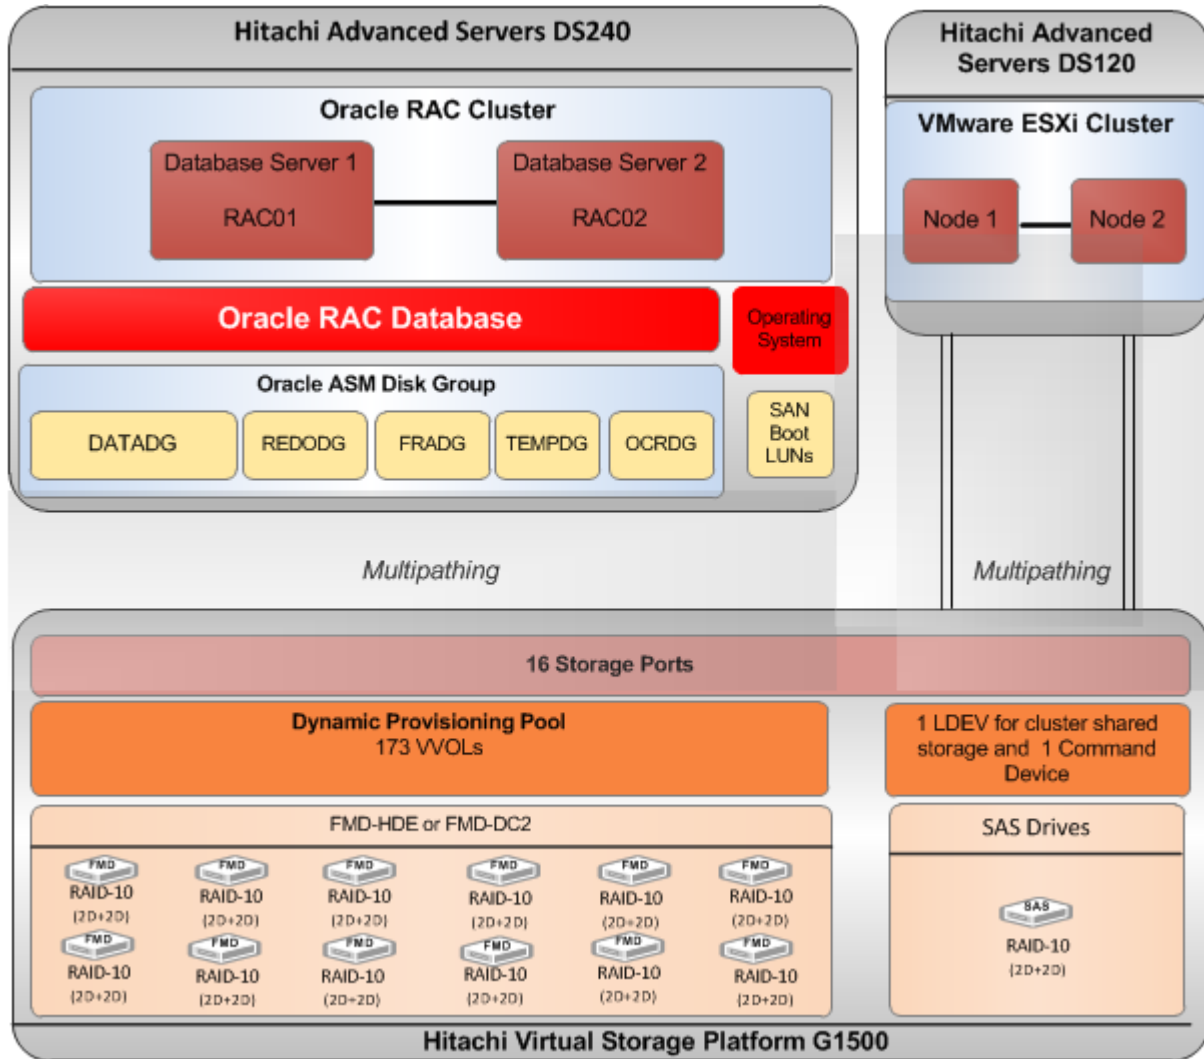 Hitachi Advanced Servers DS240
Oracle RAC Cluster
Database Server 1
RAC01
Database Server 2
RAC02
Oracle RAC Database
Operating
System
Oracle ASM Disk Group
DATADG
REDODG
FRADG
TEMPDG
OCRDG
SAN
Boot
LUNs
Hitachi Advanced
Servers DS120
VMware ESXi Cluster
Node 1
Node 2
Multipathing
Multipathing
16 Storage Ports
Dynamic Provisioning Pool
173 VVOLs
1 LDEV for cluster shared
storage and 1 Command
Device
FMD-HDE or FMD-DC2
FMD
RAID-10
(2D+2D)
FMD
RAID-10
(2D+2D)
FMD
RAID-10
(2D+2D)
FMD
RAID-10
(2D+2D)
FMD
RAID-10
(2D+2D)
FMD
RAID-10
(2D+2D)
FMD
RAID-10
(2D+2D)
FMD
RAID-10
(2D+2D)
FMD
RAID-10
(2D+2D)
FMD
RAID-10
(2D+2D)
FMD
RAID-10
(2D+2D)
FMD
RAID-10
(2D+2D)
SAS Drives
SAS
RAID-10
(2D+2D)
Hitachi Virtual Storage Platform G1500